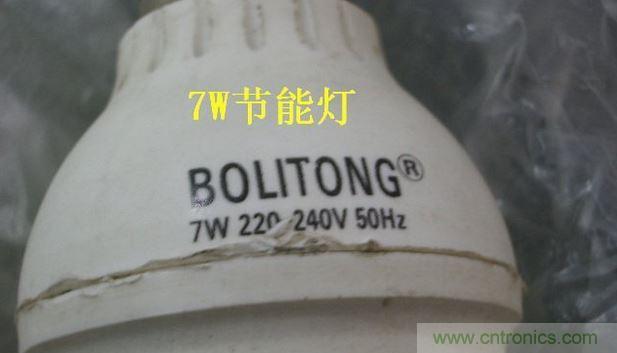 7W节能灯
BOLITONG®
7W 220-240V 50Hz
www.cntronics.com